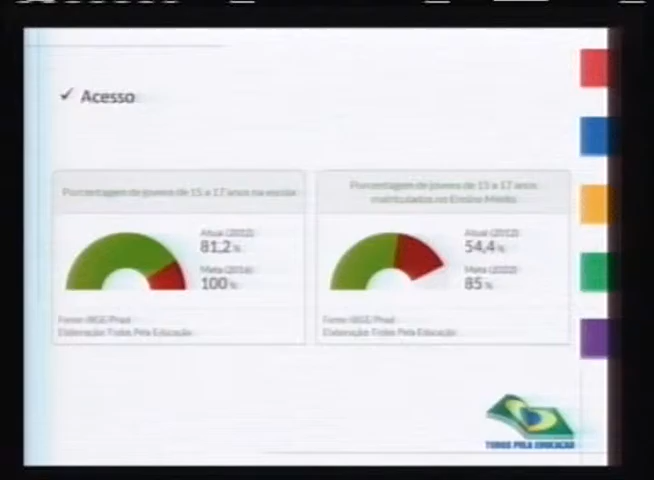 ✓ Acesso
Porcentagem de jovens de 15 a 17 anos na escola
Atual (2012)
81,2 %
Meta (2016)
100 %
Fonte: IBGE/Pnad
Elaboração: Todos Pela Educação
Porcentagem de jovens de 15 a 17 anos
matriculados no Ensino Médio
Atual (2012)
54,4 %
Meta (2022)
85 %
Fonte: IBGE/Pnad
Elaboração: Todos Pela Educação
TODOS PELA EDUCAÇÃO